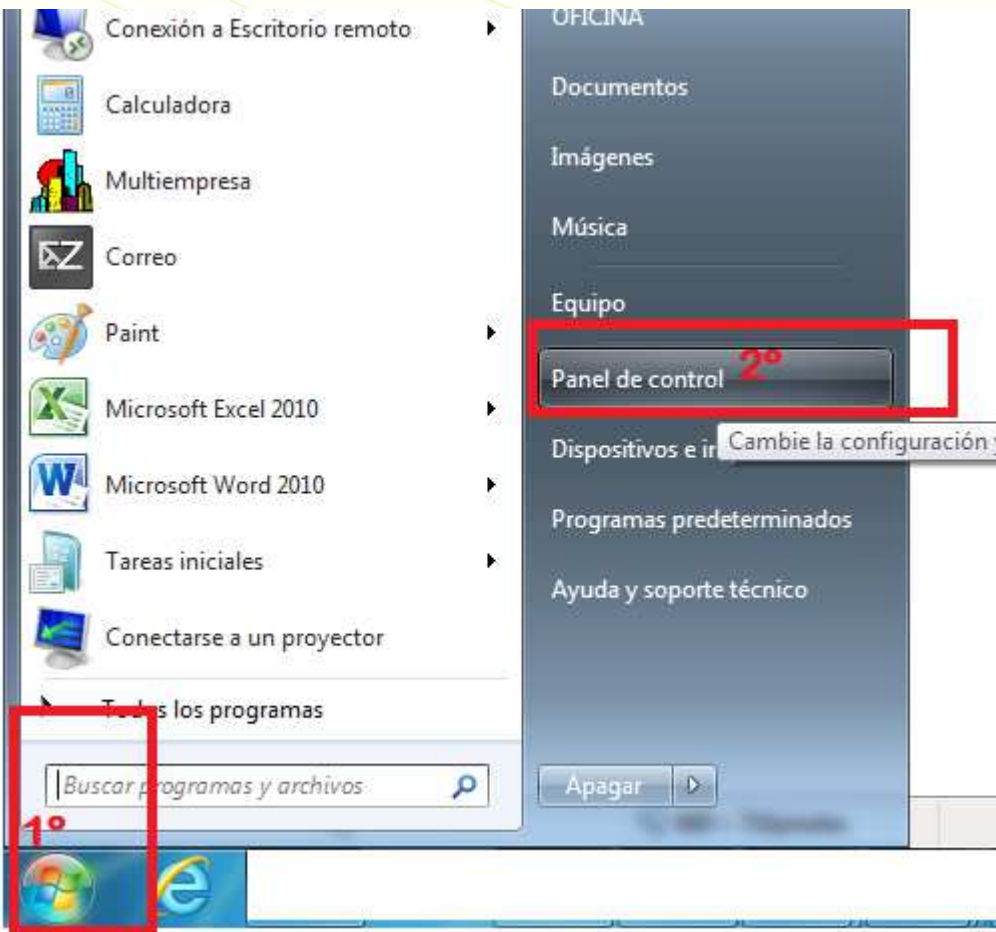 Conexión a Escritorio remoto
Calculadora
Multiempresa
Correo
Paint
Microsoft Excel 2010
Microsoft Word 2010
Tareas iniciales
Conectarse a un proyector
Todos los programas
Buscar programas y archivos
1º
OFICINA
Documentos
Imágenes
Música
Equipo
Panel de control 2º
Dispositivos e
Cambie la configuración y
Programas predeterminados
Ayuda y soporte técnico
Apagar